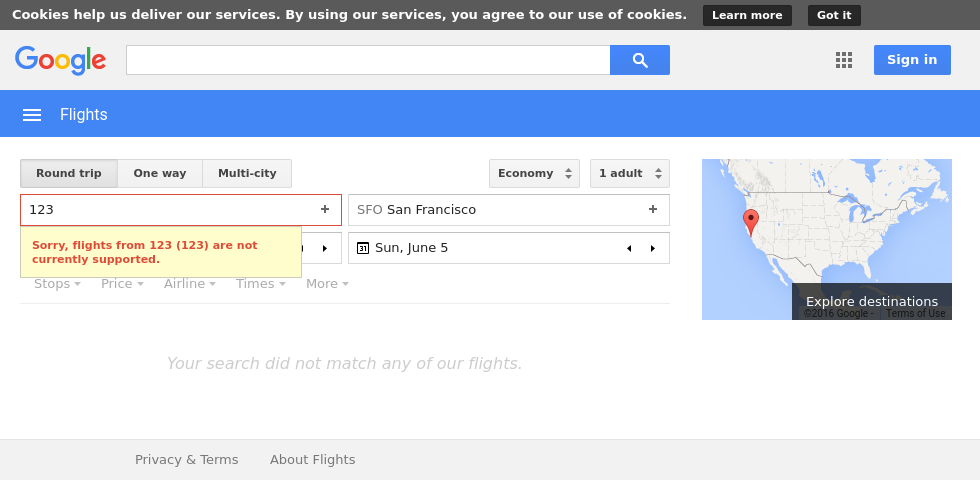 Cookies help us deliver our services. By using our services, you agree to our use of cookies. Learn more Got it
Google Sign in
Flights
Round trip One way Multi-city Economy 1 adult
123 SFO San Francisco
Sorry, flights from 123 (123) are not
currently supported.
31 Sun, June 5
Stops Price Airline Times More
Explore destinations
©2016 Google - Terms of Use
Your search did not match any of our flights.
Privacy & Terms About Flights